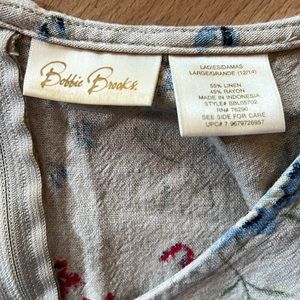 Bobbie Brooks.
LADIES/DAMAS
LARGE/GRANDE (12/14)
55% LINEN
45% RAYON
MADE IN INDONESIA
STYLE# BBL05702
RN# 76290
SEE SIDE FOR CARE
UPC# 7 9679726957